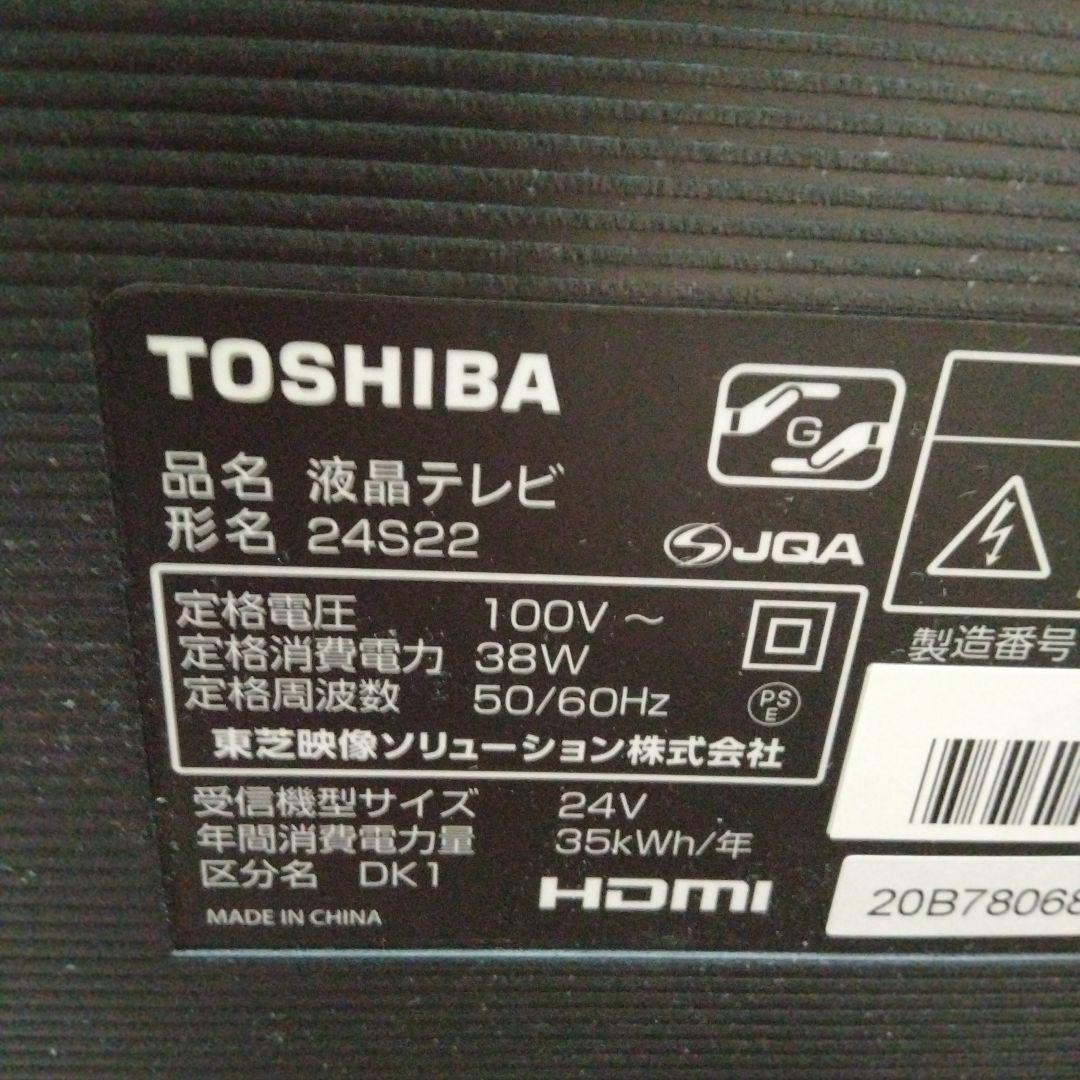 TOSHIBA
品名 液晶テレビ
形名 24S22
G
JQA
定格電圧 100V ~
定格消費電力 38W
定格周波数 50/60Hz
PS
E
東芝映像ソリューション株式会社
受信機型サイズ 24V
年間消費電力量 35kWh/年
区分名 DK1
MADE IN CHINA
HDMI
製造番号
20B78068